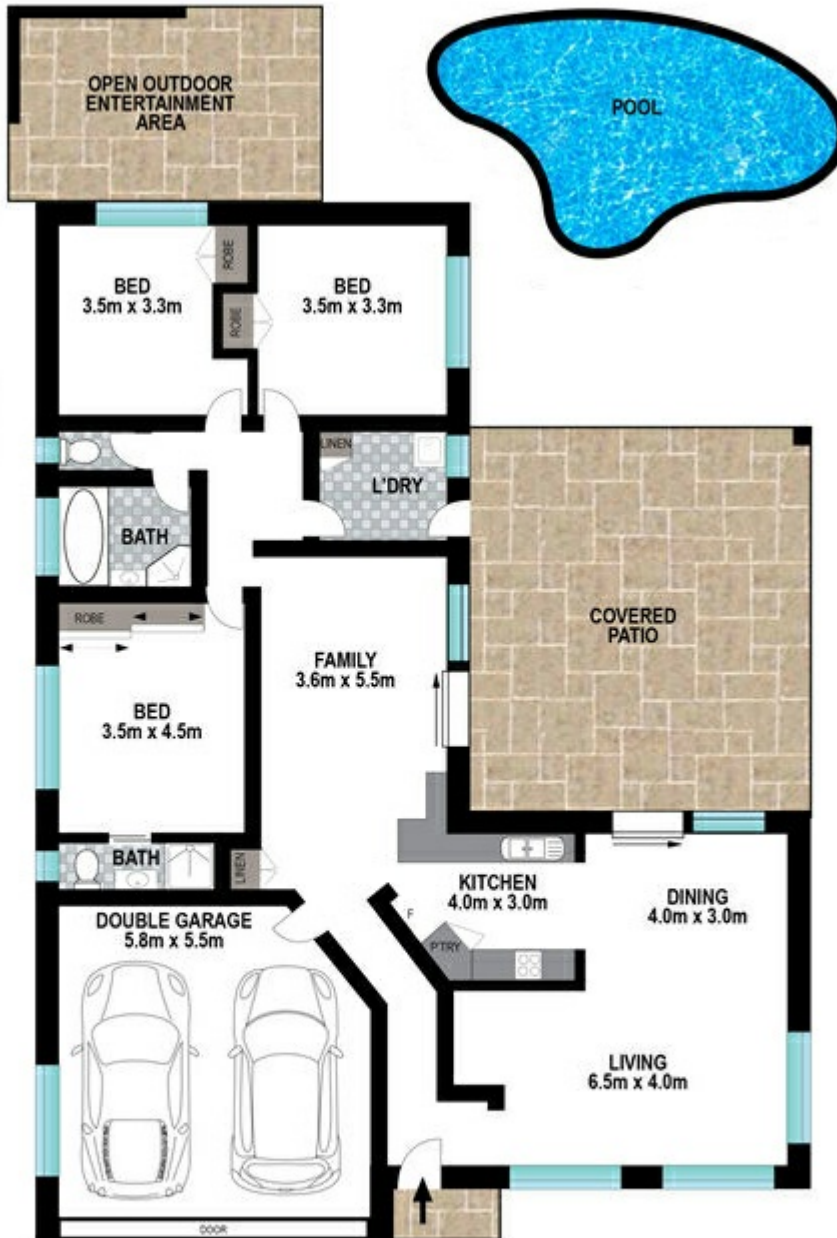 OPEN OUTDOOR
ENTERTAINMENT
AREA
POOL
BED
3.5m x 3.3m
ROBE
ROBE
BED
3.5m x 3.3m
LINEN
L'DRY
BATH
COVERED
PATIO
ROBE
FAMILY
3.6m x 5.5m
BED
3.5m x 4.5m
BATH
LINEN
KITCHEN
4.0m x 3.0m
F
PTRY
DINING
4.0m x 3.0m
DOUBLE GARAGE
5.8m x 5.5m
LIVING
6.5m x 4.0m
DOOR